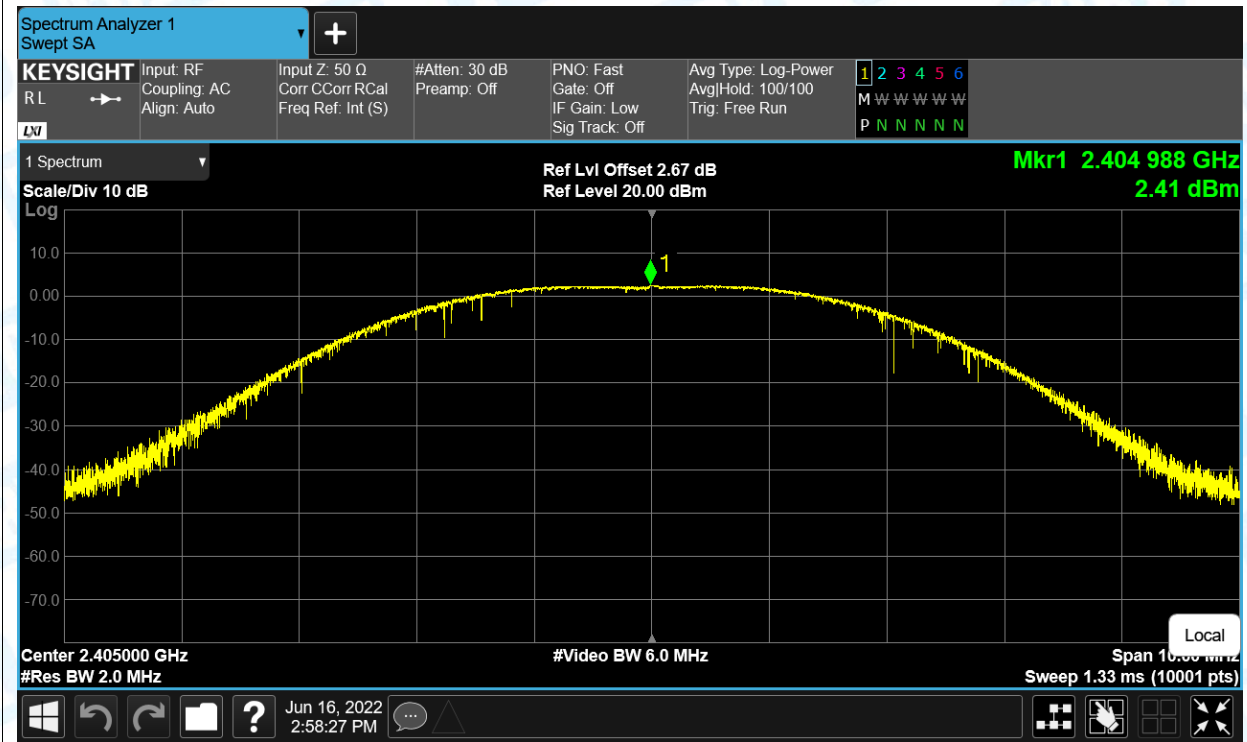 Spectrum Analyzer 1
Swept SA
KEYSIGHT
R L
LXI
Input: RF
Coupling: AC
Align: Auto
Input Z: 50 Ω
Corr CCorr RCal
Freq Ref: Int (S)
#Atten: 30 dB
Preamp: Off
PNO: Fast
Gate: Off
IF Gain: Low
Sig Track: Off
Avg Type: Log-Power
Avg|Hold: 100/100
Trig: Free Run
1 2 3 4 5 6
M W W W W W
P N N N N N
1 Spectrum
Scale/Div 10 dB
Ref Lvl Offset 2.67 dB
Ref Level 20.00 dBm
Mkr1 2.404 988 GHz
2.41 dBm
Log
10.0
0.00
-10.0
-20.0
-30.0
-40.0
-50.0
-60.0
-70.0
1
Local
Center 2.405000 GHz
#Res BW 2.0 MHz
#Video BW 6.0 MHz
Span 10.00 MHz
Sweep 1.33 ms (10001 pts)
?
Jun 16, 2022
2:58:27 PM